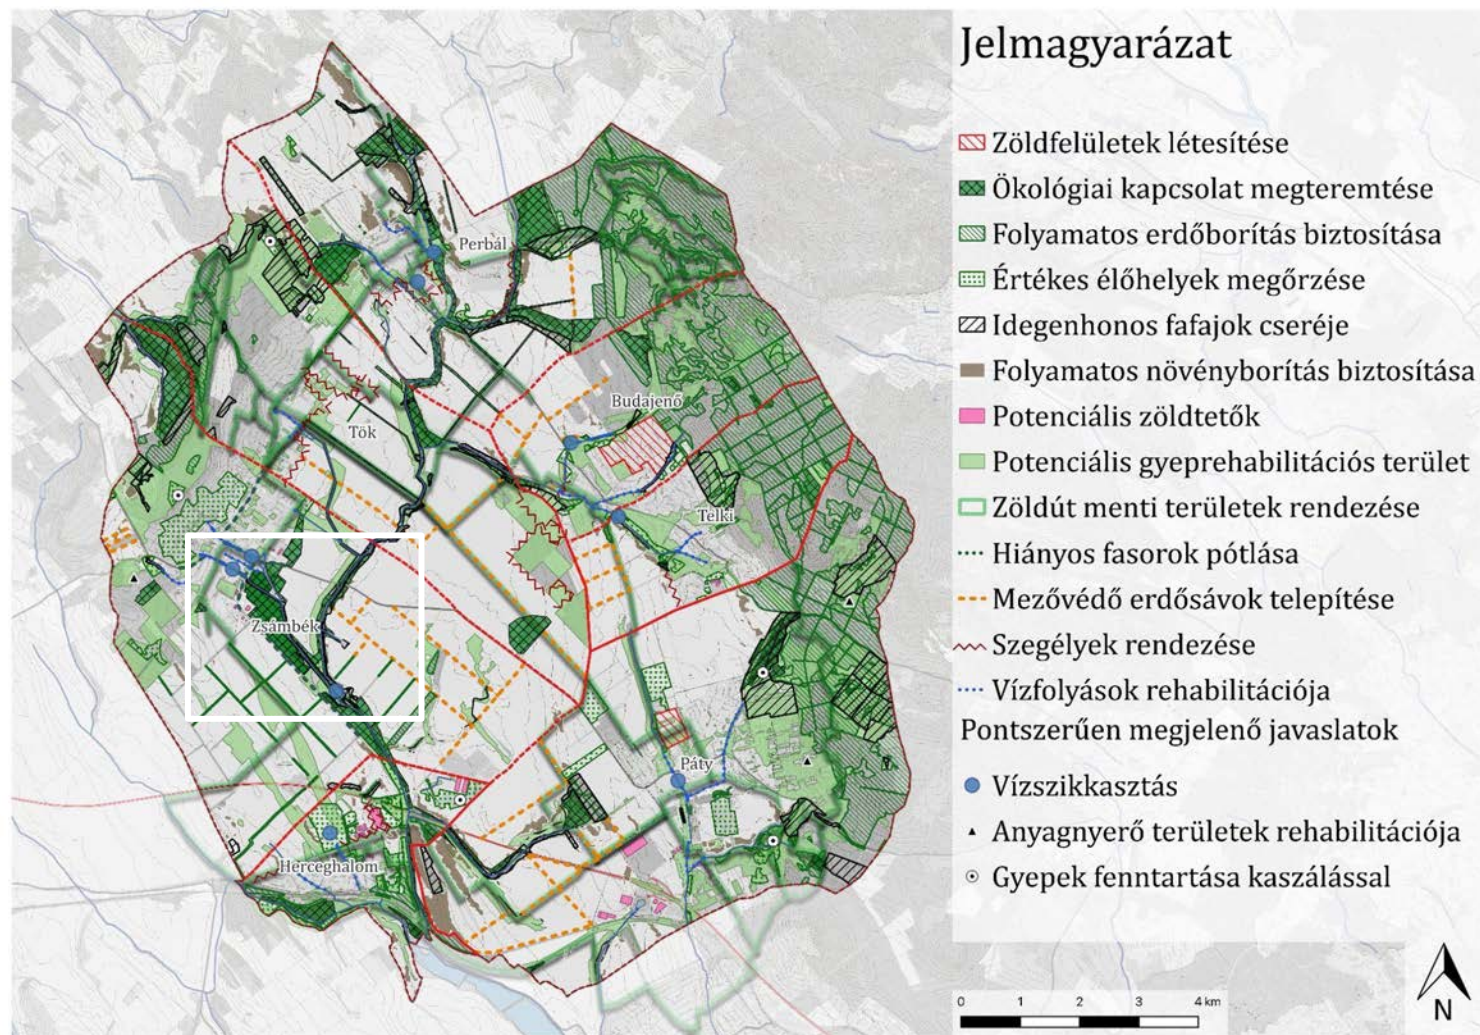 Jelmagyarázat
Zöldfelületek létesítése
Ökológiai kapcsolat megteremtése
Folyamatos erdőborítás biztosítása
Értékes élőhelyek megőrzése
Idegenhonos fafajok cseréje
Folyamatos növényborítás biztosítása
Potenciális zöldtetők
Potenciális gyeprehabilitációs terület
Zöldút menti területek rendezése
Hiányos fasorok pótlása
Mezővédő erdősávok telepítése
Szegélyek rendezése
Vízfolyások rehabilitációja
Pontszerűen megjelenő javaslatok
Vízszikkasztás
Anyagnyerő területek rehabilitációja
Gyepek fenntartása kaszálással
Perbál
Budajenő
Tök
Telki
Zsámbék
Páty
Herceghalom
0 1 2 3 4 km
N